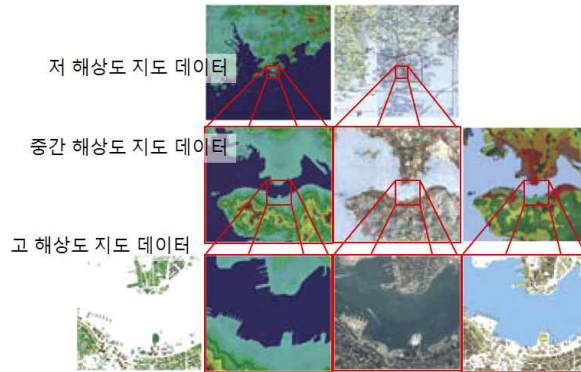 저 해상도 지도 데이터
중간 해상도 지도 데이터
고 해상도 지도 데이터